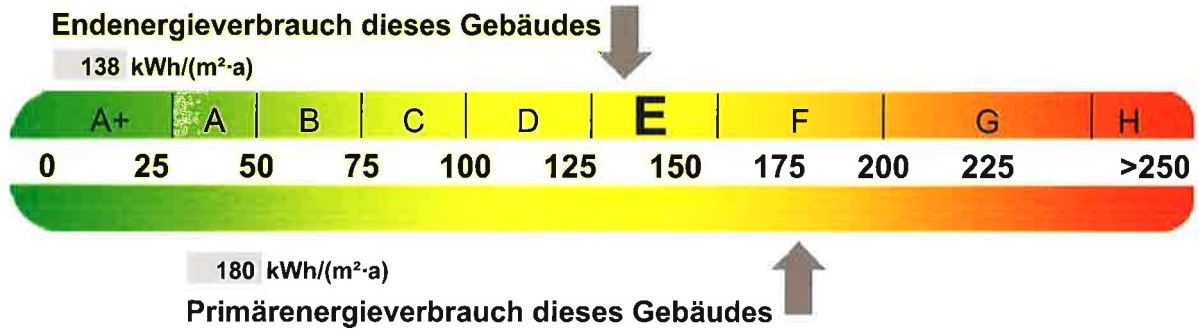 Endenergieverbrauch dieses Gebäudes
138 kWh/(m²·a)
A+ A B C D E F G H
0 25 50 75 100 125 150 175 200 225 >250
180 kWh/(m²·a)
Primärenergieverbrauch dieses Gebäudes